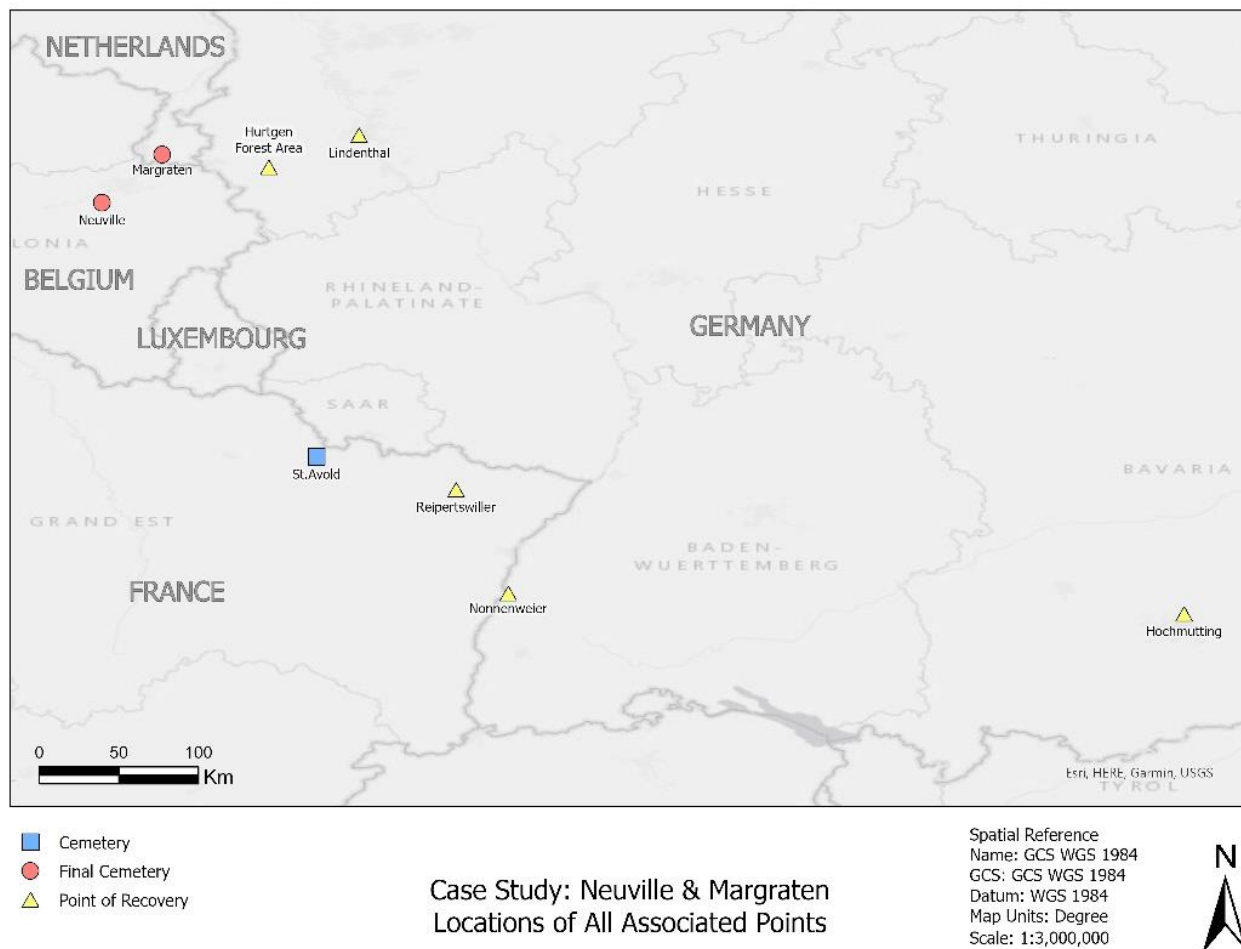 NETHERLANDS
THURINGIA
Hurtgen
Forest Area
Lindenthal
Margraten
HESSE
Neuville
LONIA
BELGIUM
RHINELAND-
PALATINATE
GERMANY
LUXEMBOURG
SAAR
St.Avold
BAVARIA
Reipertswiller
GRAND EST
BADEN-
WUERTTEMBERG
FRANCE
Nonnenweier
Hochmutting
0 50 100
Km
Esri, HERE, Garmin, USGS
TYROL
Cemetery
Final Cemetery
Point of Recovery
Case Study: Neuville & Margraten
Locations of All Associated Points
Spatial Reference
Name: GCS WGS 1984
GCS: GCS WGS 1984
Datum: WGS 1984
Map Units: Degree
Scale: 1:3,000,000
N